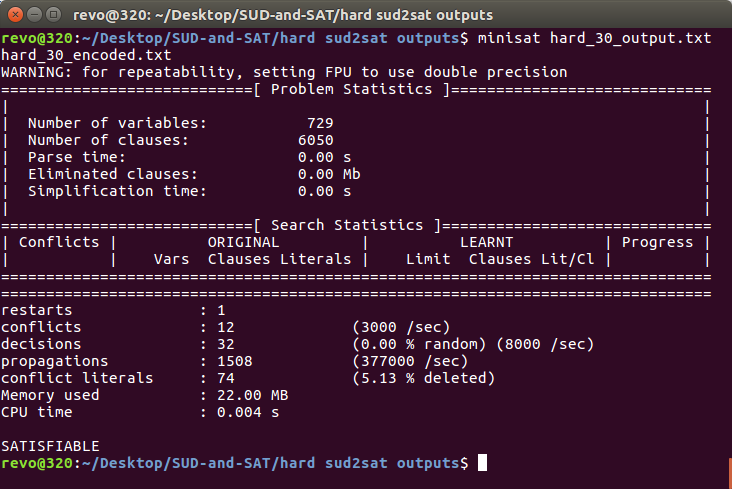 revo@320: ~/Desktop/SUD-and-SAT/hard sud2sat outputs
revo@320:~/Desktop/SUD-and-SAT/hard sud2sat outputs$ minisat hard_30_output.txt
hard_30_encoded.txt
WARNING: for repeatability, setting FPU to use double precision
============================[ Problem Statistics ]=============================
|                                                                             |
|  Number of variables:           729                                         |
|  Number of clauses:            6050                                         |
|  Parse time:                   0.00 s                                       |
|  Eliminated clauses:           0.00 Mb                                      |
|  Simplification time:          0.00 s                                       |
|                                                                             |
============================[ Search Statistics ]==============================
| Conflicts |          ORIGINAL         |          LEARNT          | Progress |
|           |    Vars  Clauses Literals |    Limit  Clauses Lit/Cl |          |
===============================================================================
===============================================================================
restarts              : 1
conflicts             : 12             (3000 /sec)
decisions             : 32             (0.00 % random) (8000 /sec)
propagations          : 1508           (377000 /sec)
conflict literals     : 74             (5.13 % deleted)
Memory used           : 22.00 MB
CPU time              : 0.004 s

SATISFIABLE
revo@320:~/Desktop/SUD-and-SAT/hard sud2sat outputs$